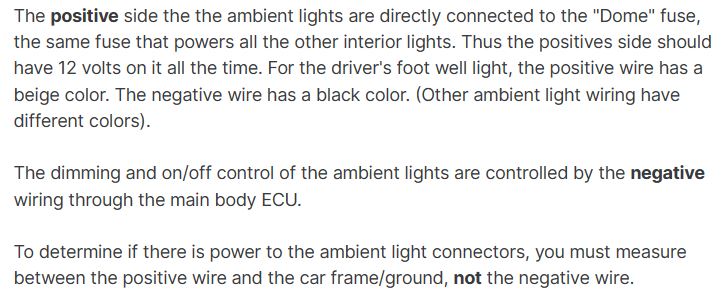 The positive side the the ambient lights are directly connected to the "Dome" fuse,
the same fuse that powers all the other interior lights. Thus the positives side should
have 12 volts on it all the time. For the driver's foot well light, the positive wire has a
beige color. The negative wire has a black color. (Other ambient light wiring have
different colors).
The dimming and on/off control of the ambient lights are controlled by the negative
wiring through the main body ECU.
To determine if there is power to the ambient light connectors, you must measure
between the positive wire and the car frame/ground, not the negative wire.